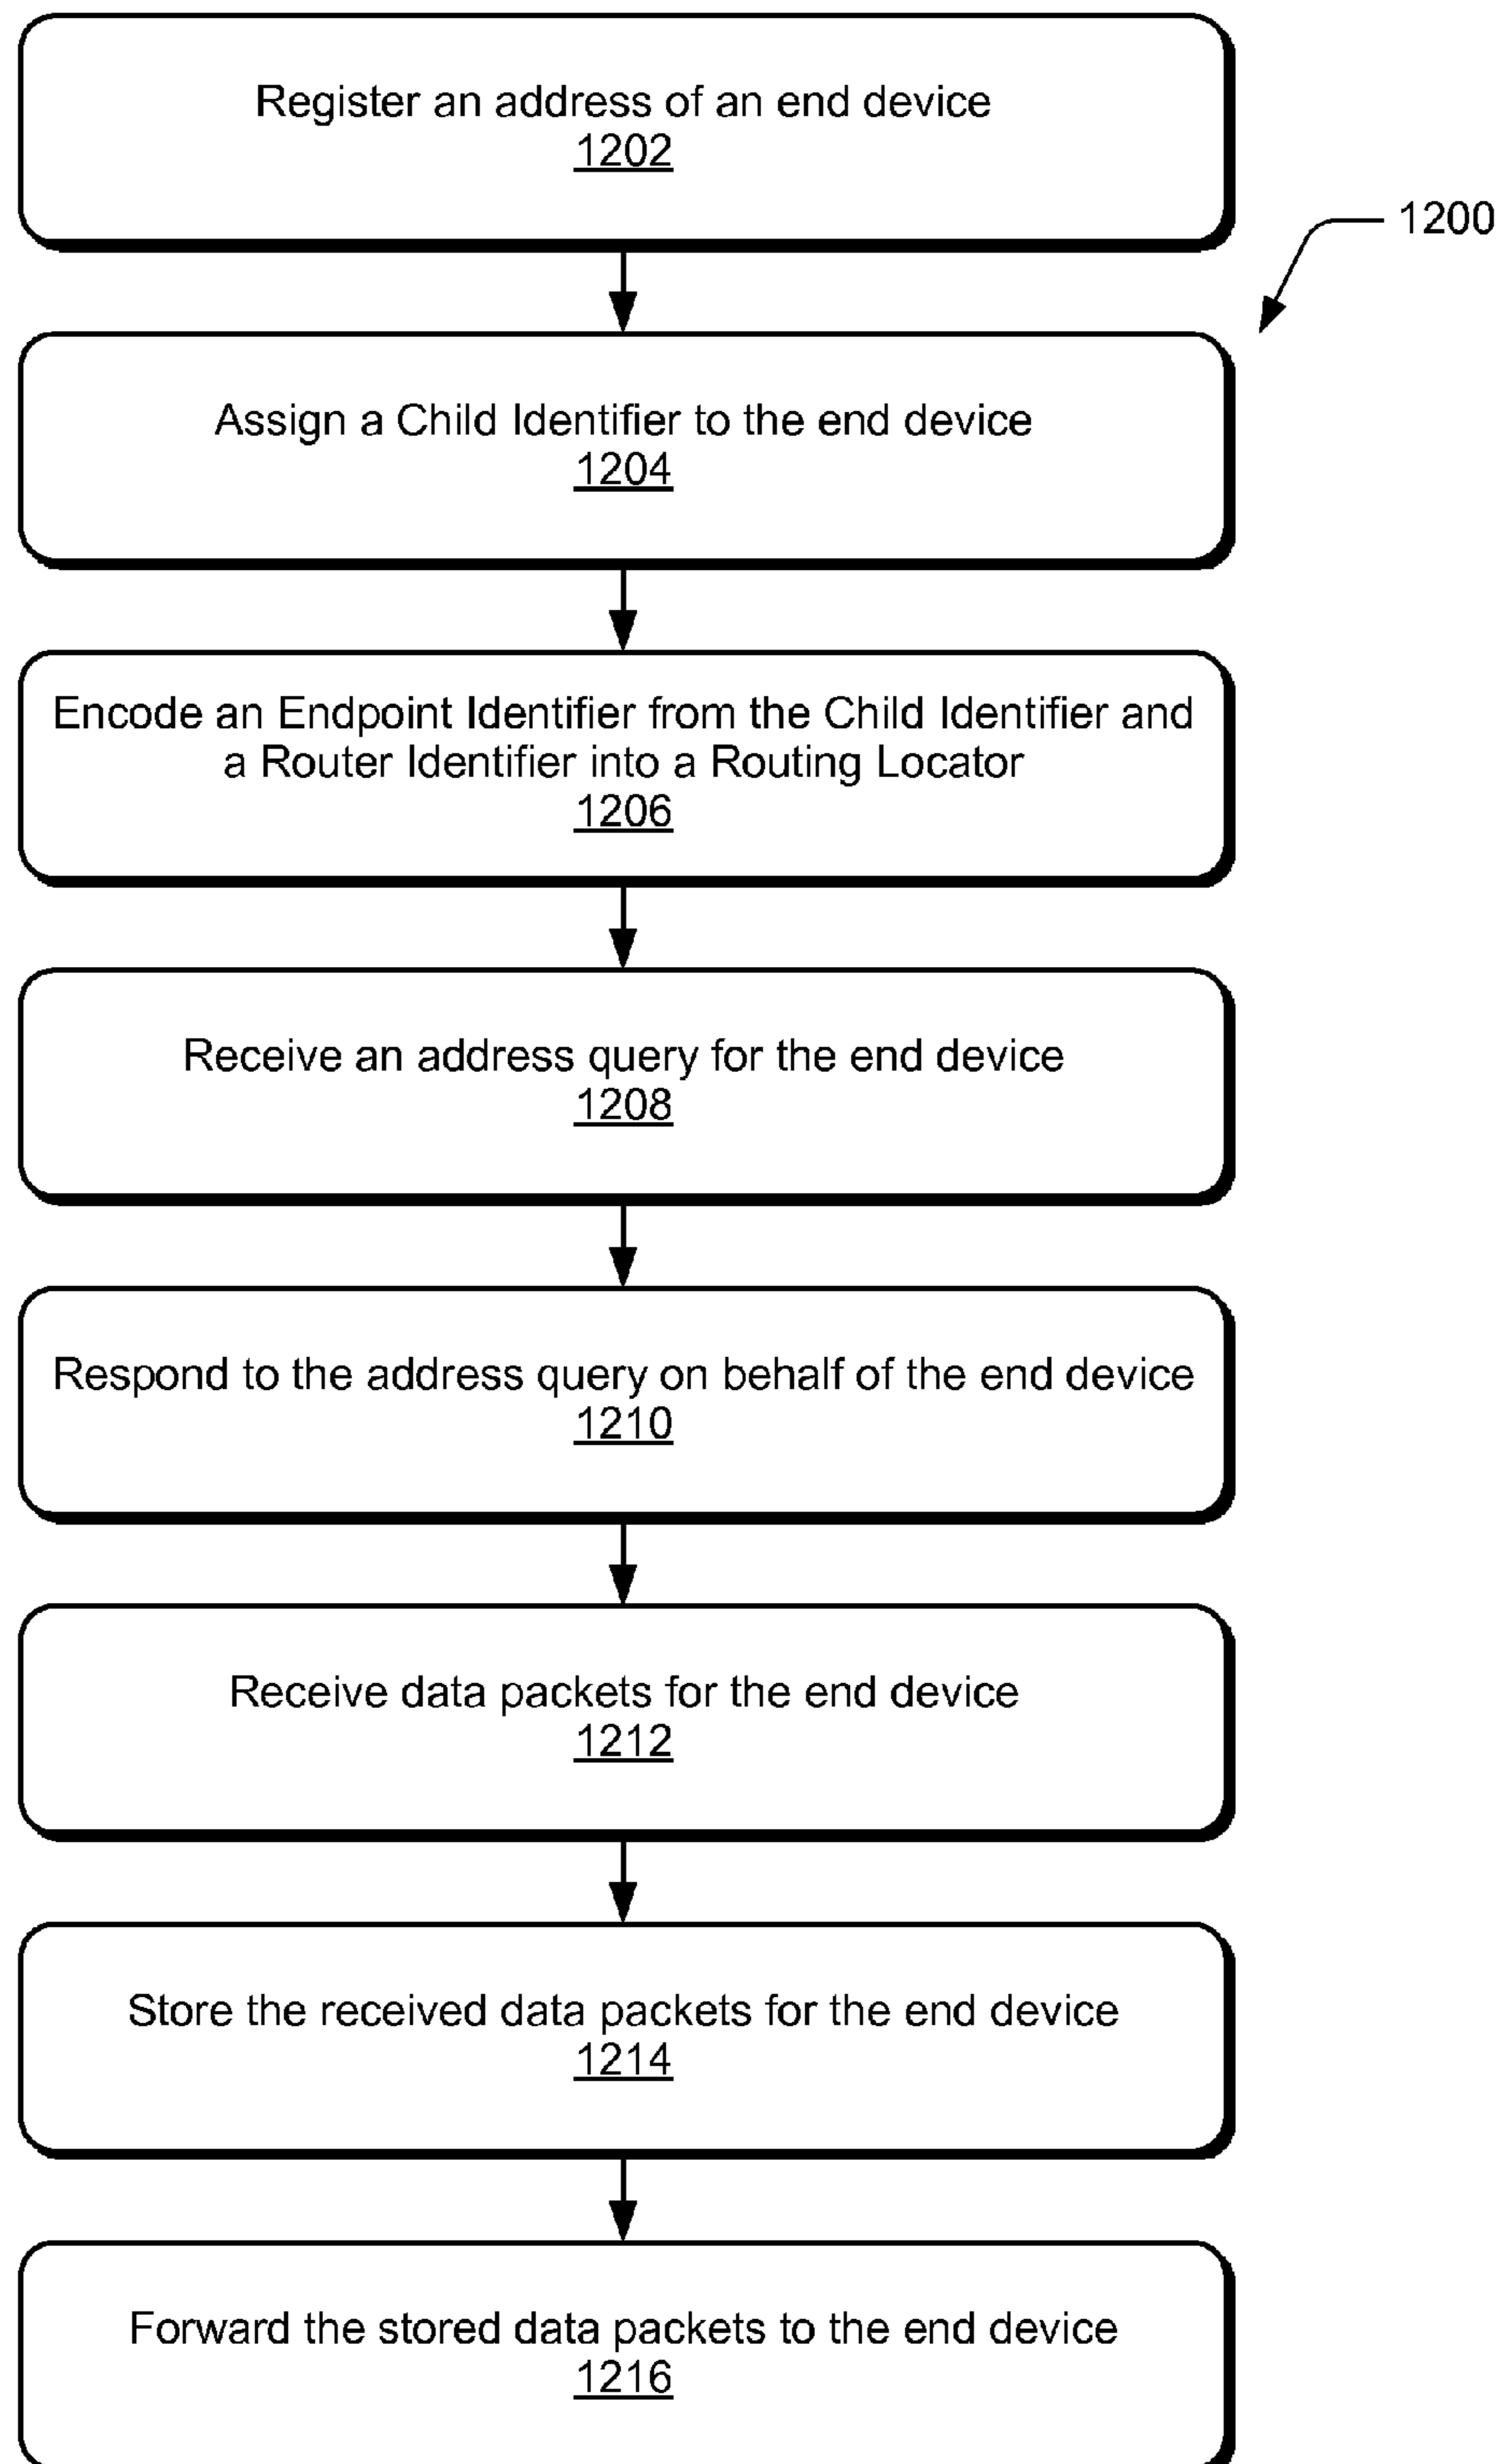 Register an address of an end device
1202
1200
Assign a Child Identifier to the end device
1204
Encode an Endpoint Identifier from the Child Identifier and
a Router Identifier into a Routing Locator
1206
Receive an address query for the end device
1208
Respond to the address query on behalf of the end device
1210
Receive data packets for the end device
1212
Store the received data packets for the end device
1214
Forward the stored data packets to the end device
1216